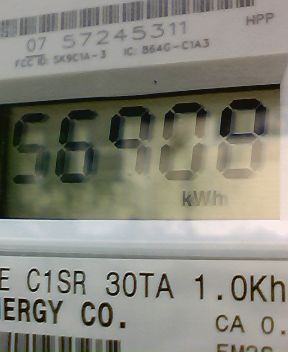 HPP
07 57245311
FCC ID: SK9C1A-3 IC: 864G-C1A3
56908
kWh
E C1SR 30TA 1.0Kh
NERGY CO.
CA 0.